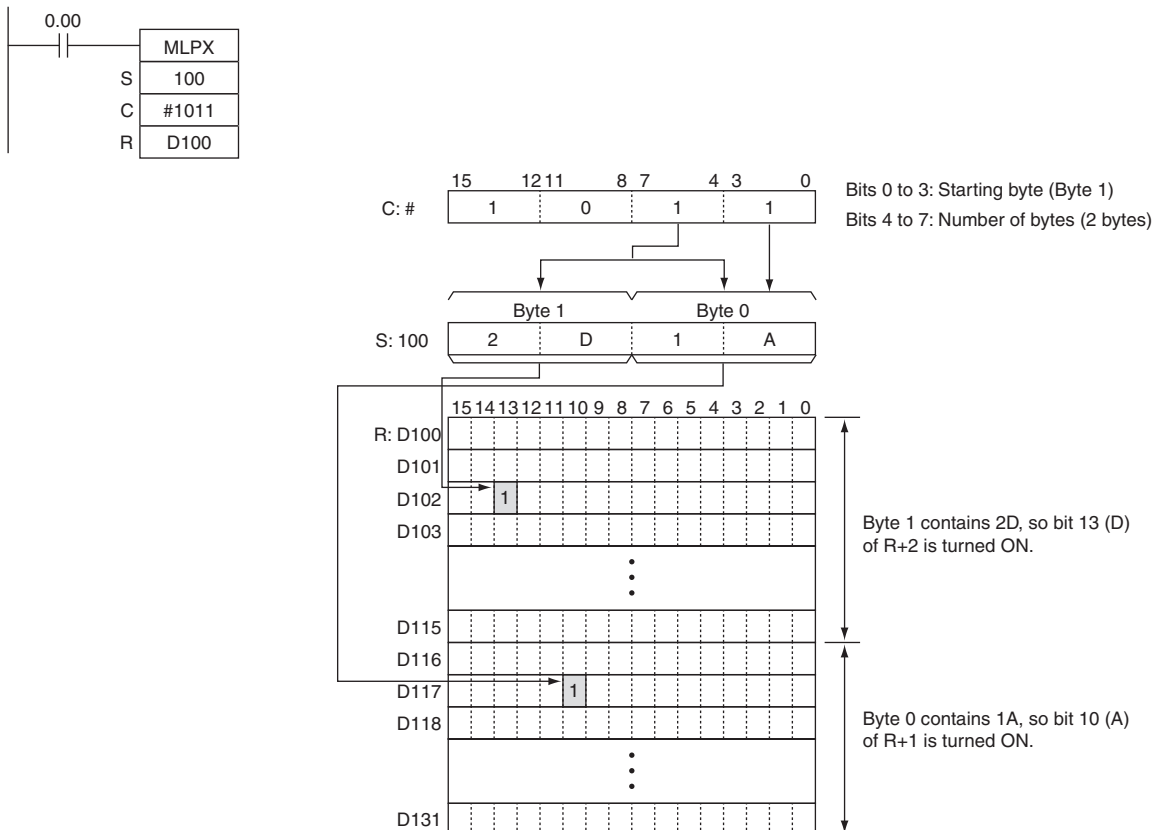 0.00
MLPX
S 100
C #1011
R D100
15 12 11 8 7 4 3 0
C: # 1 0 1 1
Bits 0 to 3: Starting byte (Byte 1)
Bits 4 to 7: Number of bytes (2 bytes)
Byte 1 Byte 0
S: 100 2 D 1 A
15 14 13 12 11 10 9 8 7 6 5 4 3 2 1 0
R: D100
D101
D102 1
D103
Byte 1 contains 2D, so bit 13 (D)
of R+2 is turned ON.
D115
D116
D117 1
D118
Byte 0 contains 1A, so bit 10 (A)
of R+1 is turned ON.
D131